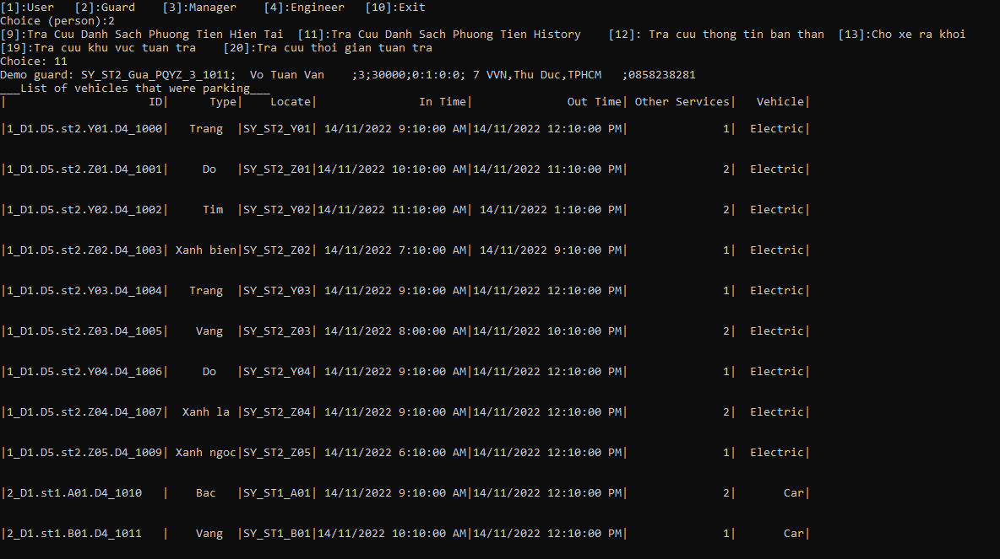 [1]:User   [2]:Guard    [3]:Manager    [4]:Engineer   [10]:Exit
Choice (person):2
[9]:Tra Cuu Danh Sach Phuong Tien Hien Tai  [11]:Tra Cuu Danh Sach Phuong Tien History    [12]: Tra cuu thong tin ban than  [13]:Cho xe ra khoi
[19]:Tra cuu khu vuc tuan tra    [20]:Tra cuu thoi gian tuan tra
Choice: 11
Demo guard: SY_ST2_Gua_PQYZ_3_1011;  Vo Tuan Van    ;3;30000;0:1:0:0; 7 VVN,Thu Duc,TPHCM   ;0858238281
___List of vehicles that were parking___
|                     ID|      Type|    Locate|               In Time|              Out Time| Other Services|   Vehicle|
|1_D1.D5.st2.Y01.D4_1000|   Trang  |SY_ST2_Y01| 14/11/2022 9:10:00 AM|14/11/2022 12:10:00 PM|              1|  Electric|
|1_D1.D5.st2.Z01.D4_1001|     Do   |SY_ST2_Z01|14/11/2022 10:10:00 AM|14/11/2022 11:10:00 PM|              2|  Electric|
|1_D1.D5.st2.Y02.D4_1002|     Tim  |SY_ST2_Y02|14/11/2022 11:10:00 AM| 14/11/2022 1:10:00 PM|              2|  Electric|
|1_D1.D5.st2.Z02.D4_1003| Xanh bien|SY_ST2_Z02| 14/11/2022 7:10:00 AM| 14/11/2022 9:10:00 PM|              1|  Electric|
|1_D1.D5.st2.Y03.D4_1004|   Trang  |SY_ST2_Y03| 14/11/2022 9:10:00 AM|14/11/2022 12:10:00 PM|              1|  Electric|
|1_D1.D5.st2.Z03.D4_1005|    Vang  |SY_ST2_Z03| 14/11/2022 8:00:00 AM|14/11/2022 10:10:00 PM|              2|  Electric|
|1_D1.D5.st2.Y04.D4_1006|     Do   |SY_ST2_Y04| 14/11/2022 9:10:00 AM|14/11/2022 12:10:00 PM|              1|  Electric|
|1_D1.D5.st2.Z04.D4_1007|  Xanh la |SY_ST2_Z04| 14/11/2022 9:10:00 AM|14/11/2022 12:10:00 PM|              2|  Electric|
|1_D1.D5.st2.Z05.D4_1009| Xanh ngoc|SY_ST2_Z05| 14/11/2022 6:10:00 AM|14/11/2022 12:10:00 PM|              1|  Electric|
|2_D1.st1.A01.D4_1010   |    Bac   |SY_ST1_A01| 14/11/2022 9:10:00 AM|14/11/2022 12:10:00 PM|              2|       Car|
|2_D1.st1.B01.D4_1011   |    Vang  |SY_ST1_B01|14/11/2022 10:10:00 AM|14/11/2022 12:10:00 PM|              1|       Car|